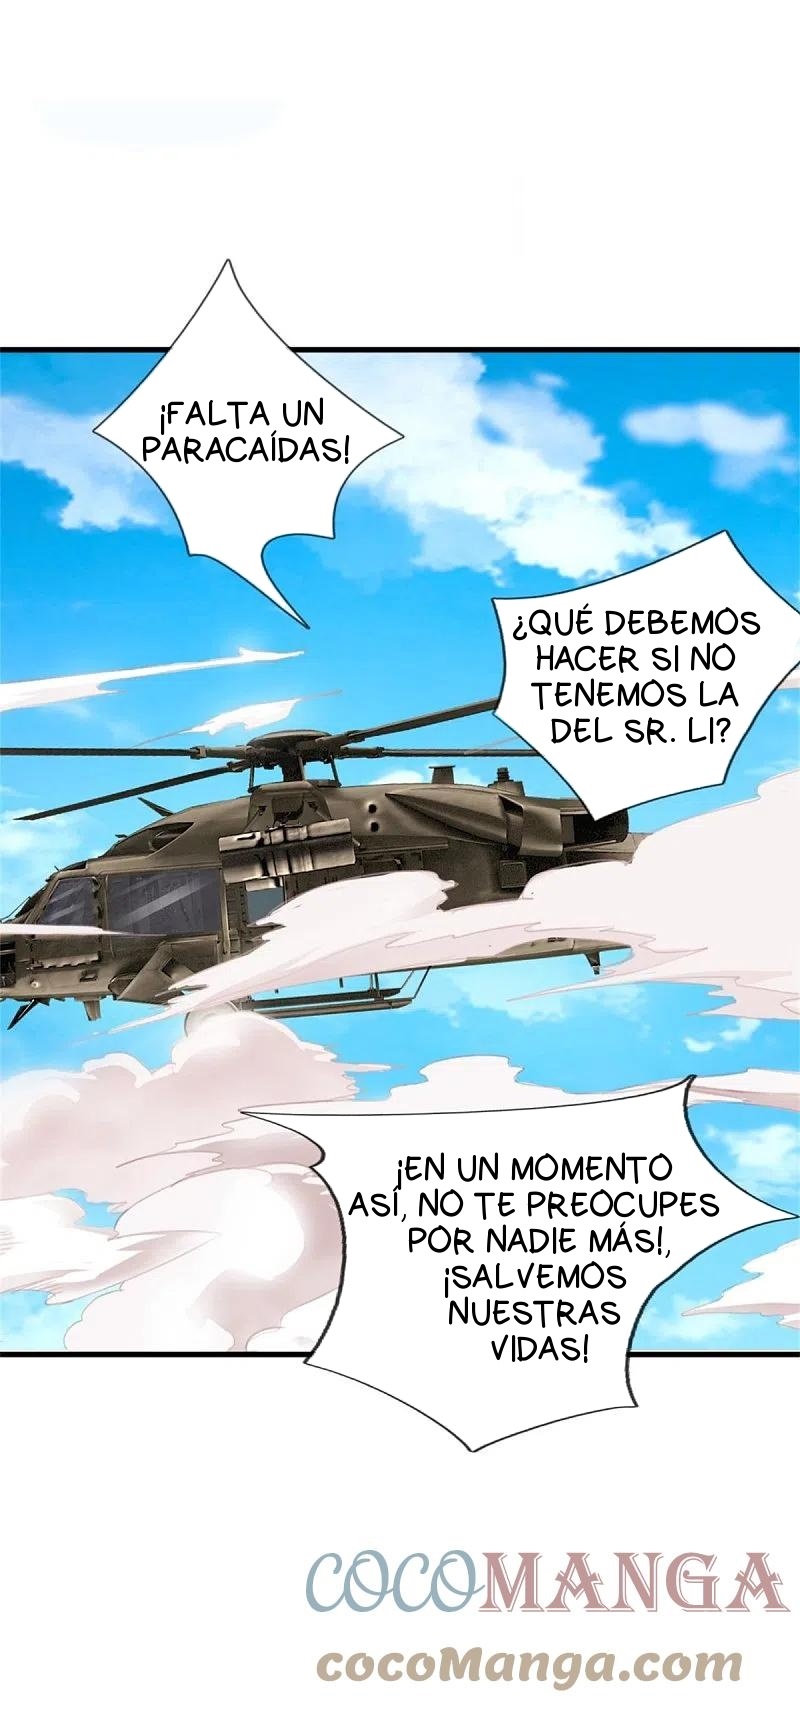 ¡FALTA UN
PARACAÍDAS!
¿QUÉ DEBEMOS
HACER SI NO
TENEMOS LA
DEL SR. LI?
¡EN UN MOMENTO
ASÍ, NO TE PREOCUPES
POR NADIE MÁS!,
¡SALVEMOS
NUESTRAS
VIDAS!
COCOMANGA
cocoManga.com